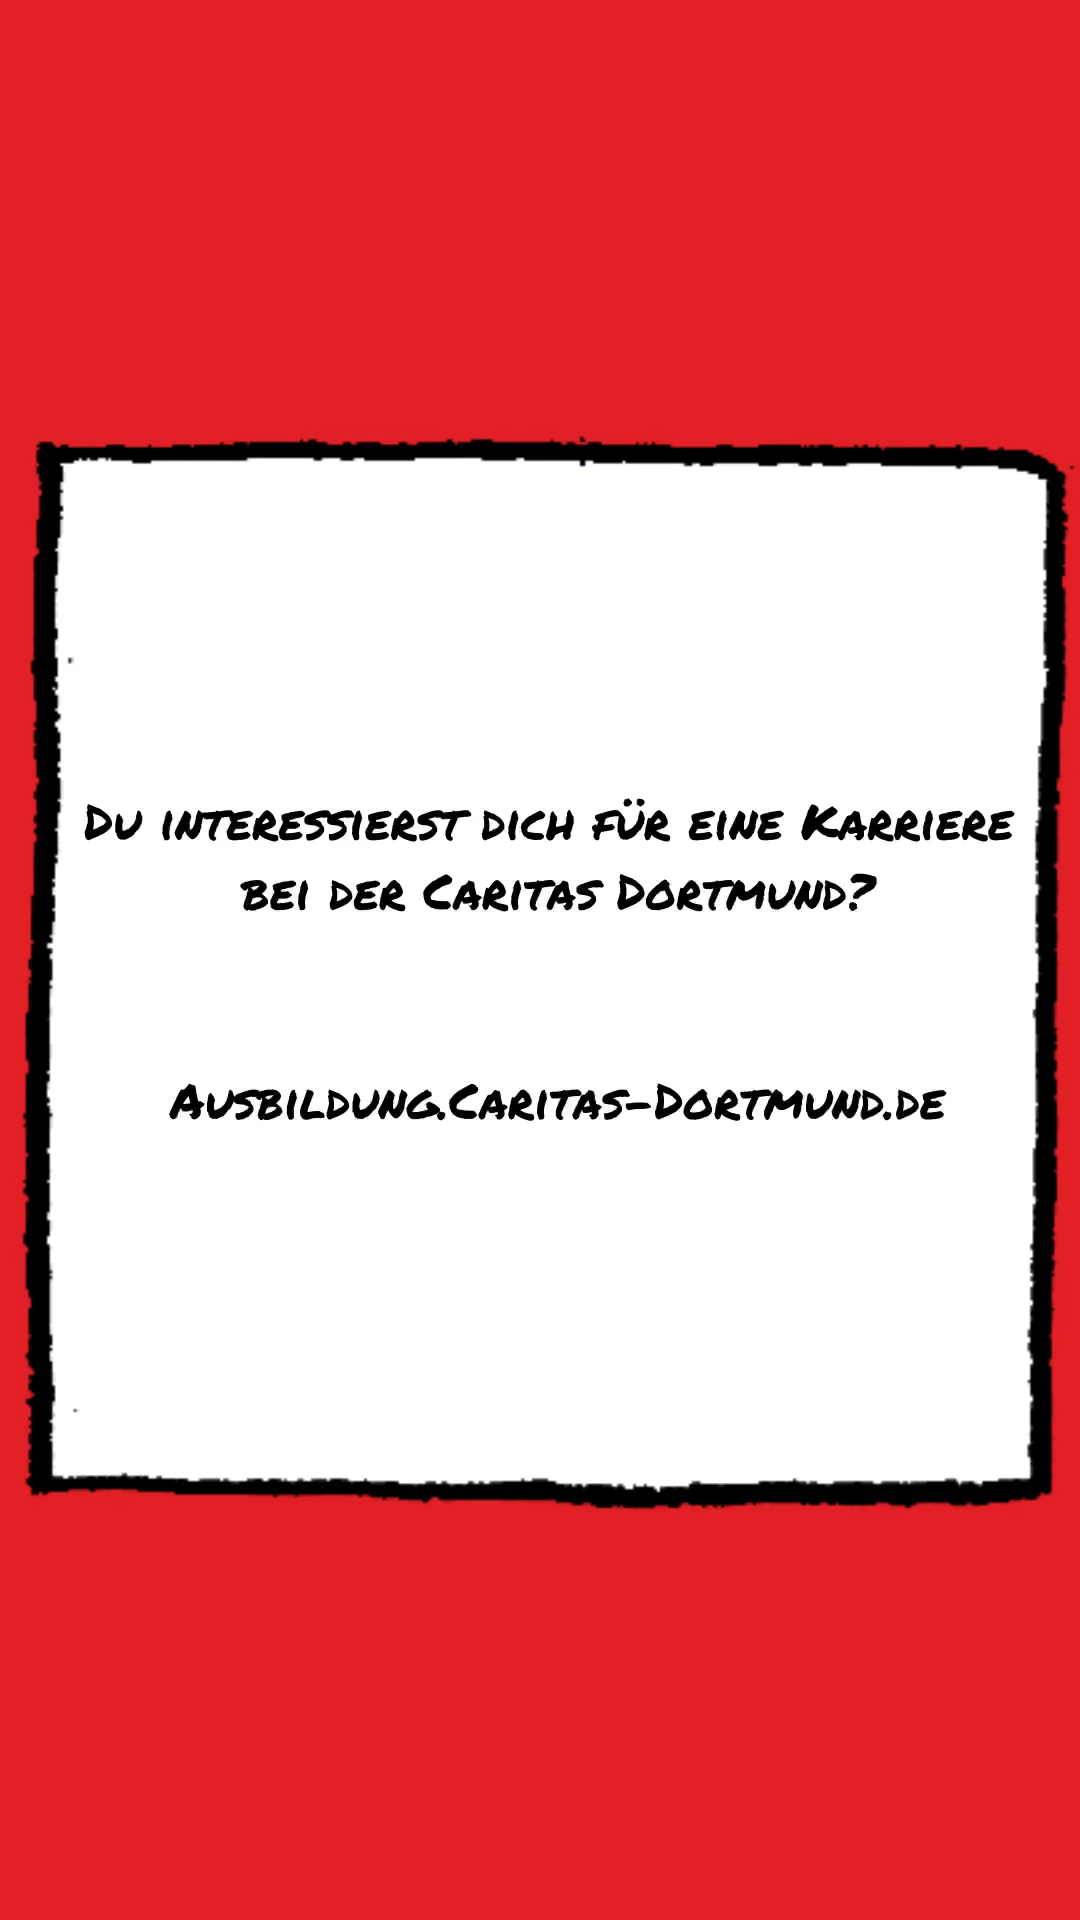 Du interessierst dich für eine Karriere
bei der Caritas Dortmund?
Ausbildung.Caritas-Dortmund.de